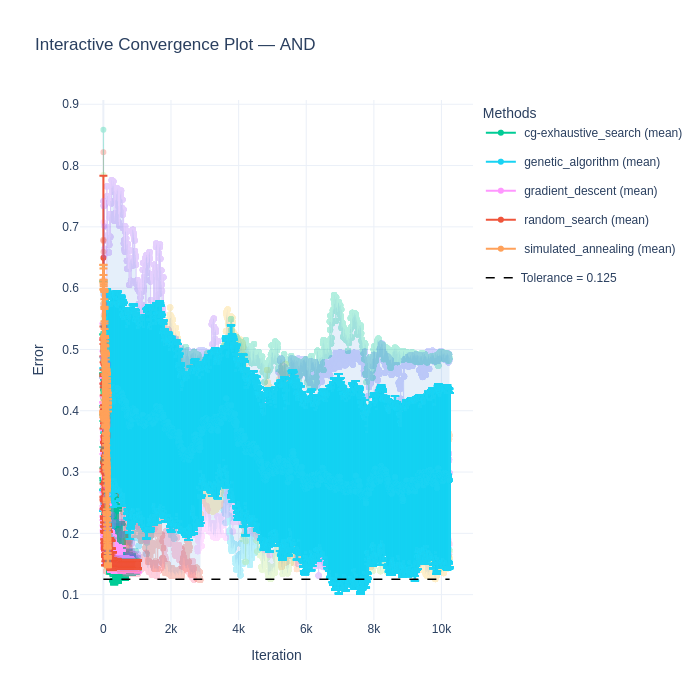 Interactive Convergence Plot — AND
Methods
cg-exhaustive_search (mean)
genetic_algorithm (mean)
gradient_descent (mean)
random_search (mean)
simulated_annealing (mean)
Tolerance = 0.125
Error
0.9
0.8
0.7
0.6
0.5
0.4
0.3
0.2
0.1
0
2k
4k
6k
8k
10k
Iteration